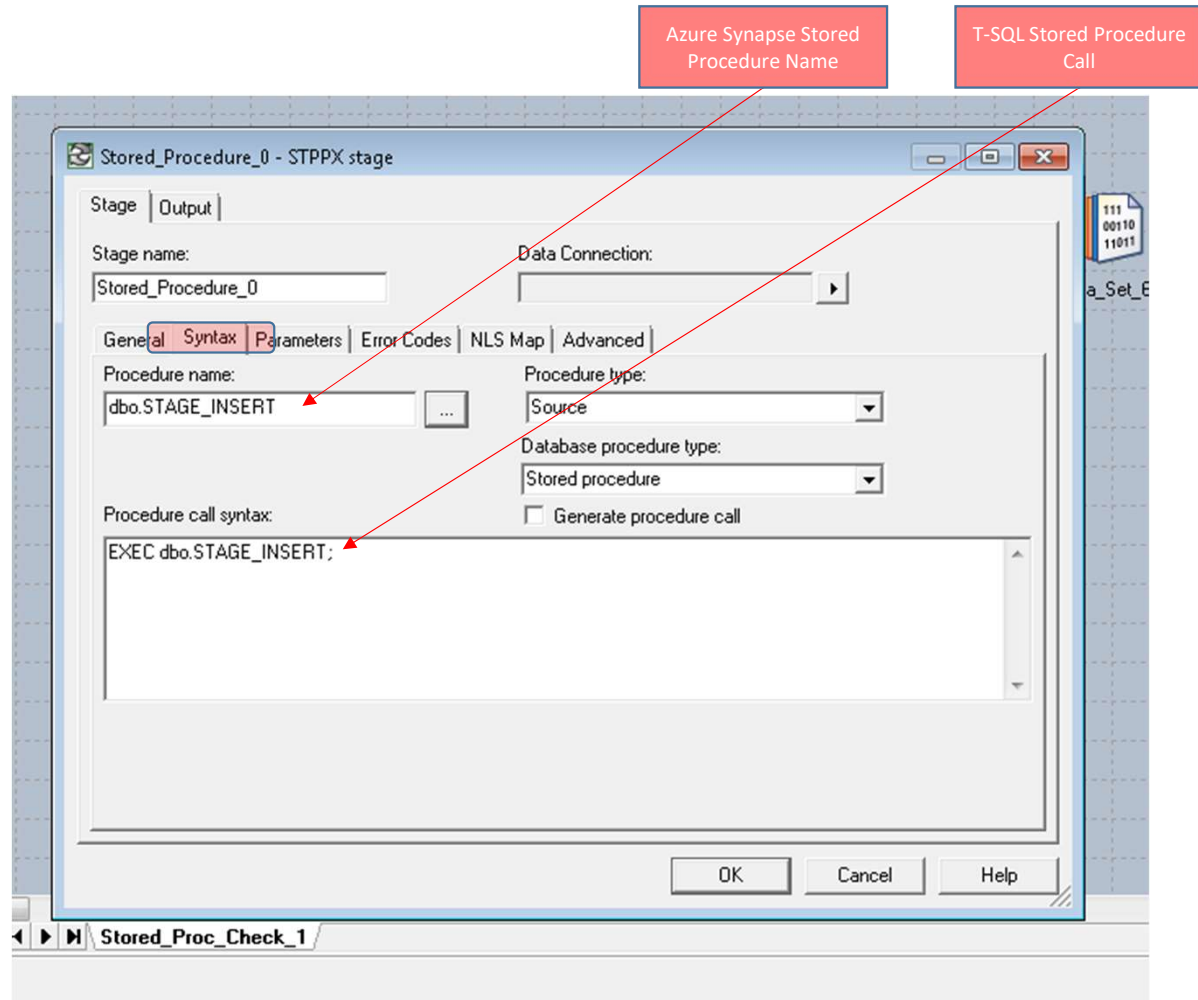 Azure Synapse Stored
Procedure Name
T-SQL Stored Procedure
Call
Stored_Procedure_0 - STPPX stage
Stage Output
111
00110
11011
Stage name: Data Connection:
Stored_Procedure_0
a_Set_6
General Syntax Parameters Error Codes NLS Map Advanced
Procedure name: Procedure type:
dbo.STAGE_INSERT ... Source
Database procedure type:
Stored procedure
Procedure call syntax: Generate procedure call
EXEC dbo.STAGE_INSERT;
OK Cancel Help
Stored_Proc_Check_1